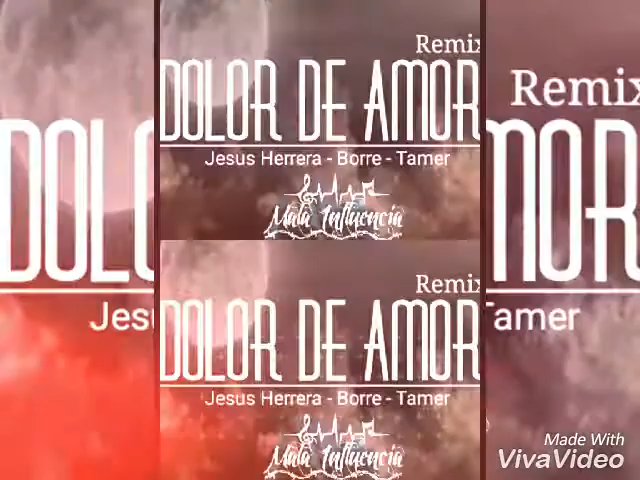 Remix
DOLOR DE AMOR
Jesus Herrera - Borre - Tamer
Mala Influencia
Remix
DOLOR DE AMOR
Jesus Herrera - Borre - Tamer
Mala Influencia
DOLO
Jesu
Remix
MOR
Tamer
Made With
VivaVideo